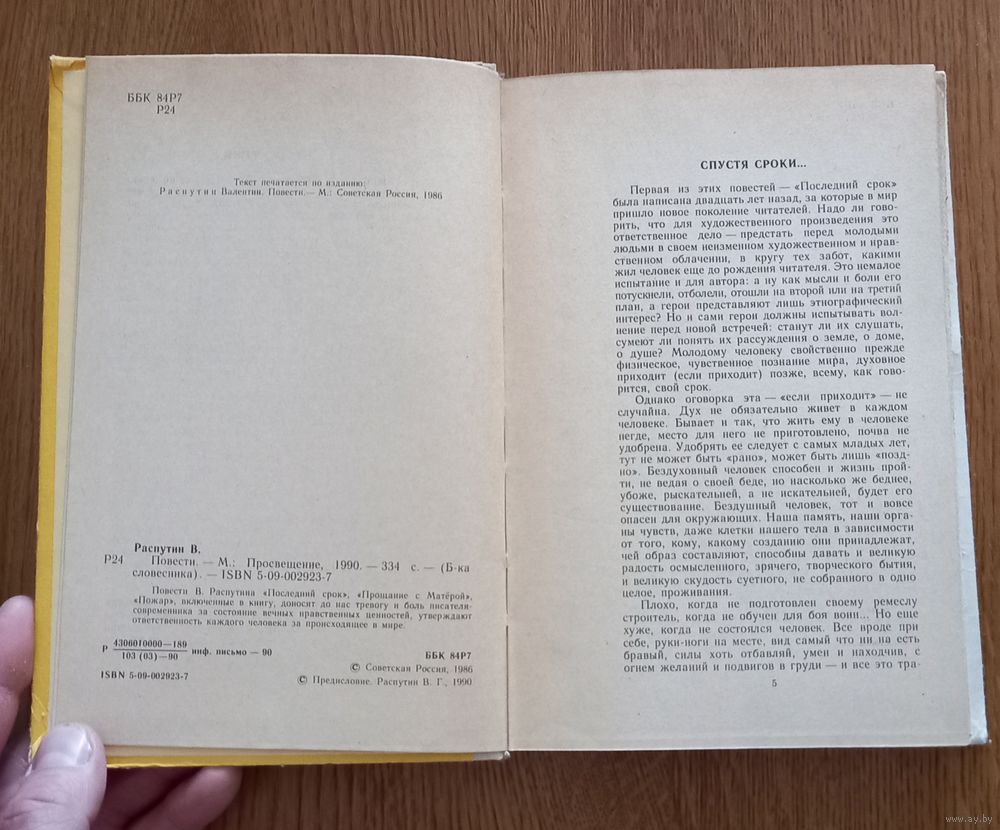 ББК 84Р7
Р24
Текст печатается по изданию:
Распутин Валентин. Повести.— М.: Советская Россия, 1986
Распутин В.
Р24 Повести. — М.: Просвещение, 1990. — 334 с. — (Б-ка
словесника). — ISBN 5-09-002923-7
Повести В. Распутина «Последний срок», «Прощание с Матёрой»,
«Пожар», включенные в книгу, доносят до нас тревогу и боль писателя-
современника за состояние вечных нравственных ценностей, утверждают
ответственность каждого человека за происходящее в мире.
Р 4306010000—189
103 (03)—90 инф. письмо — 90
ББК 84Р7
ISBN 5-09-002923-7
© Советская Россия, 1986
© Предисловие. Распутин В. Г., 1990
СПУСТЯ СРОКИ...
Первая из этих повестей — «Последний срок»
была написана двадцать лет назад, за которые в мир
пришло новое поколение читателей. Надо ли гово-
рить, что для художественного произведения это
ответственное дело — предстать перед молодыми
людьми в своем неизменном художественном и нрав-
ственном облачении, в кругу тех забот, какими
жил человек еще до рождения читателя. Это немалое
испытание и для автора: а ну как мысли и боли его
потускнели, отболели, отошли на второй или на третий
план, а герои представляют лишь этнографический
интерес? Но и сами герои должны испытывать вол-
нение перед новой встречей: станут ли их слушать,
сумеют ли понять их рассуждения о земле, о доме,
о душе? Молодому человеку свойственно прежде
физическое, чувственное познание мира, духовное
приходит (если приходит) позже, всему, как гово-
рится, свой срок.
Однако оговорка эта — «если приходит» — не
случайна. Дух не обязательно живет в каждом
человеке. Бывает и так, что жить ему в человеке
негде, место для него не приготовлено, почва не
удобрена. Удобрять ее следует с самых младых лет,
тут не может быть «рано», может быть лишь «позд-
но». Бездуховный человек способен и жизнь прой-
ти, не ведая о своей беде, но насколько же беднее,
убоже, рыскательней, а не искательней, будет его
существование. Бездушный человек, тот и вовсе
опасен для окружающих. Наша память, наши орга-
ны чувств, даже клетки нашего тела в зависимости
от того, кому, какому созданию они принадлежат,
чей образ составляют, способны давать и великую
радость осмысленного, зрячего, творческого бытия,
и великую скудость суетного, не собранного в одно
целое, проживания.
Плохо, когда не подготовлен своему ремеслу
строитель, когда не обучен для боя воин... Но еще
хуже, когда не состоялся человек. Все вроде при
себе, руки-ноги на месте, вид самый что ни на есть
бравый, силы хоть отбавляй, умен и находчив, с
огнем желаний и подвигов в груди — и все это тра-
5
www.ay.by